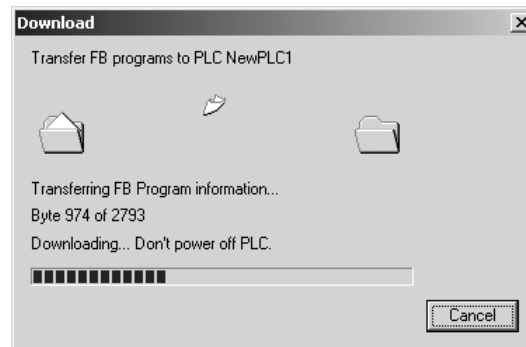 Download
Transfer FB programs to PLC NewPLC1
Transferring FB Program information...
Byte 974 of 2793
Downloading... Don't power off PLC.
Cancel